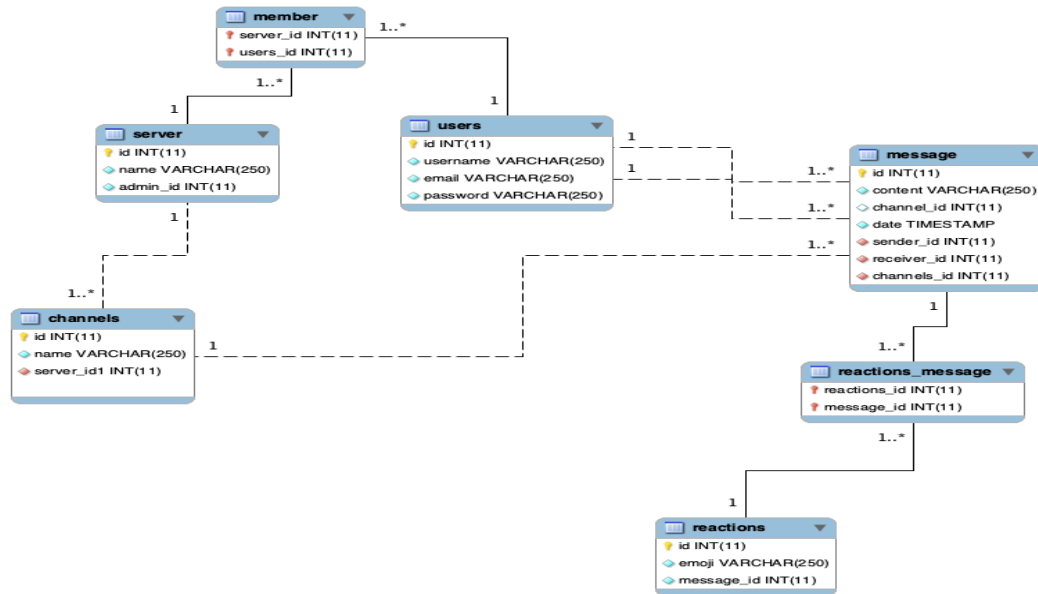 member
server_id INT(11)
users_id INT(11)
1..*
1..*
1
1
server
id INT(11)
name VARCHAR(250)
admin_id INT(11)
1
users
id INT(11)
username VARCHAR(250)
email VARCHAR(250)
password VARCHAR(250)
1
1
message
id INT(11)
content VARCHAR(250)
channel_id INT(11)
date TIMESTAMP
sender_id INT(11)
receiver_id INT(11)
channels_id INT(11)
1..*
1..*
1..*
1
1..*
channels
id INT(11)
name VARCHAR(250)
server_id1 INT(11)
1
1..*
reactions_message
reactions_id INT(11)
message_id INT(11)
1..*
1
reactions
id INT(11)
emoji VARCHAR(250)
message_id INT(11)